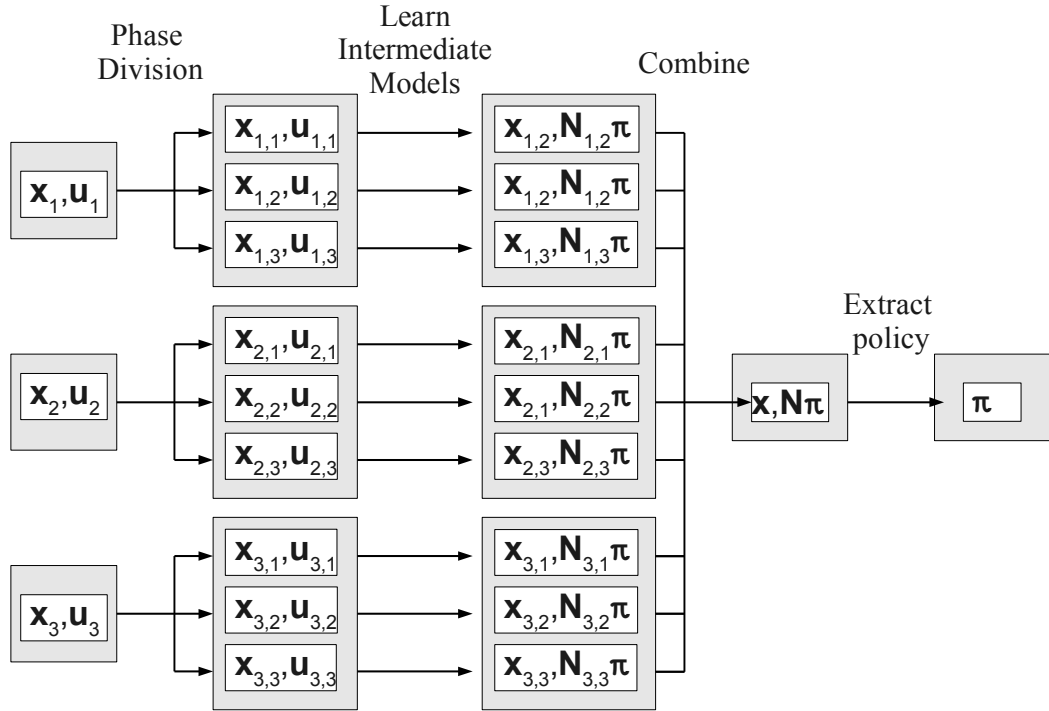 Phase
Division
Learn
Intermediate
Models
Combine
x₁,u₁
x₁,₁,u₁,₁
x₁,₂,u₁,₂
x₁,₃,u₁,₃
x₁,₂,N₁,₂π
x₁,₂,N₁,₂π
x₁,₃,N₁,₃π
x₂,u₂
x₂,₁,u₂,₁
x₂,₂,u₂,₂
x₂,₃,u₂,₃
x₂,₁,N₂,₁π
x₂,₁,N₂,₂π
x₂,₃,N₂,₃π
x₃,u₃
x₃,₁,u₃,₁
x₃,₂,u₃,₂
x₃,₃,u₃,₃
x₃,₁,N₃,₁π
x₃,₂,N₃,₂π
x₃,₃,N₃,₃π
x,Nπ
Extract
policy
π